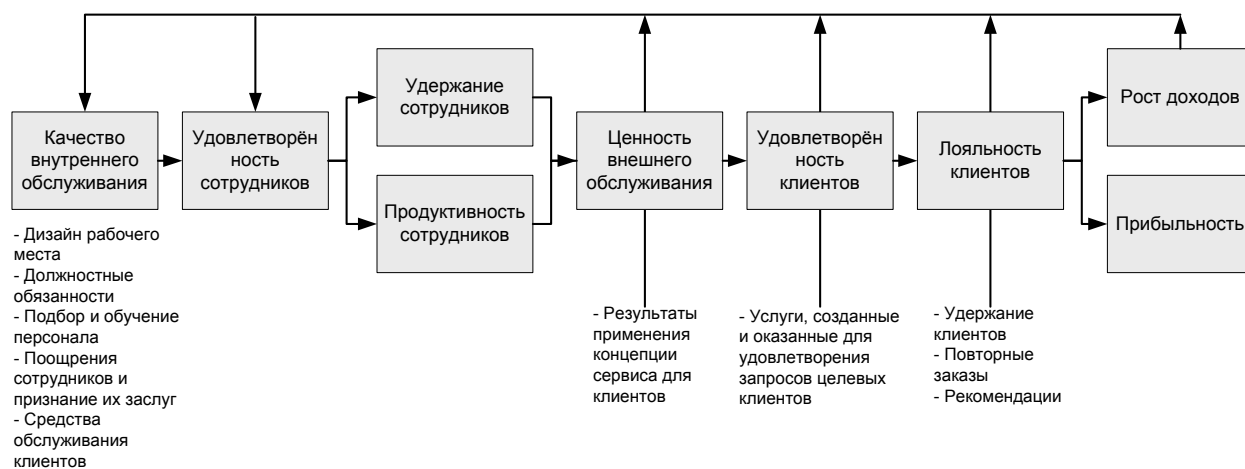 Качество
внутреннего
обслуживания
Удовлетворён
ность
сотрудников
Удержание
сотрудников
Продуктивность
сотрудников
Ценность
внешнего
обслуживания
Удовлетворён
ность
клиентов
Лояльность
клиентов
Рост доходов
Прибыльность
- Дизайн рабочего
места
- Должностные
обязанности
- Подбор и обучение
персонала
- Поощрения
сотрудников и
признание их заслуг
- Средства
обслуживания
клиентов
- Результаты
применения
концепции
сервиса для
клиентов
- Услуги, созданные
и оказанные для
удовлетворения
запросов целевых
клиентов
- Удержание
клиентов
- Повторные
заказы
- Рекомендации